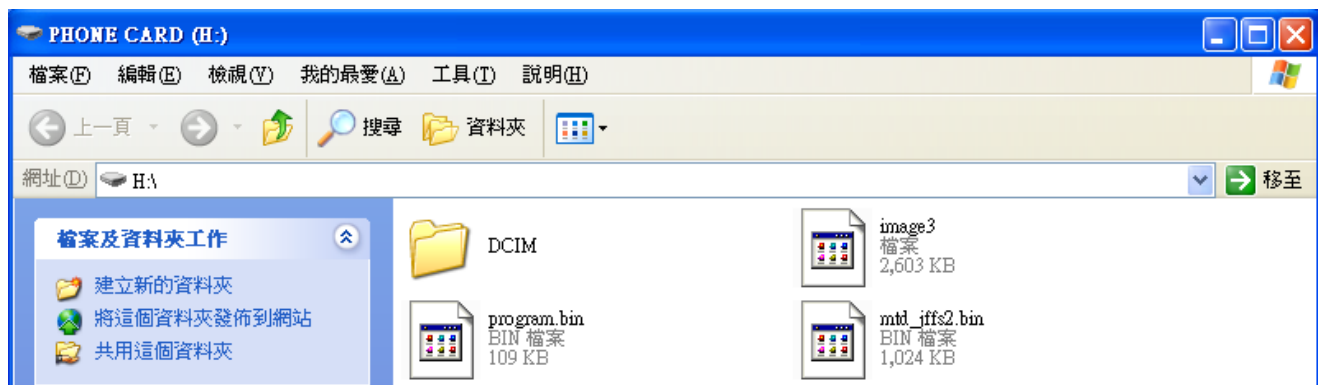 PHONE CARD (H:)
檔案(F) 編輯(E) 檢視(V) 我的最愛(A) 工具(T) 說明(H)
上一頁 搜尋 資料夾
網址(D) H:\ 移至
檔案及資料夾工作
建立新的資料夾
將這個資料夾發佈到網站
共用這個資料夾
DCIM
image3
檔案
2,603 KB
program.bin
BIN 檔案
109 KB
mtd_jffs2.bin
BIN 檔案
1,024 KB